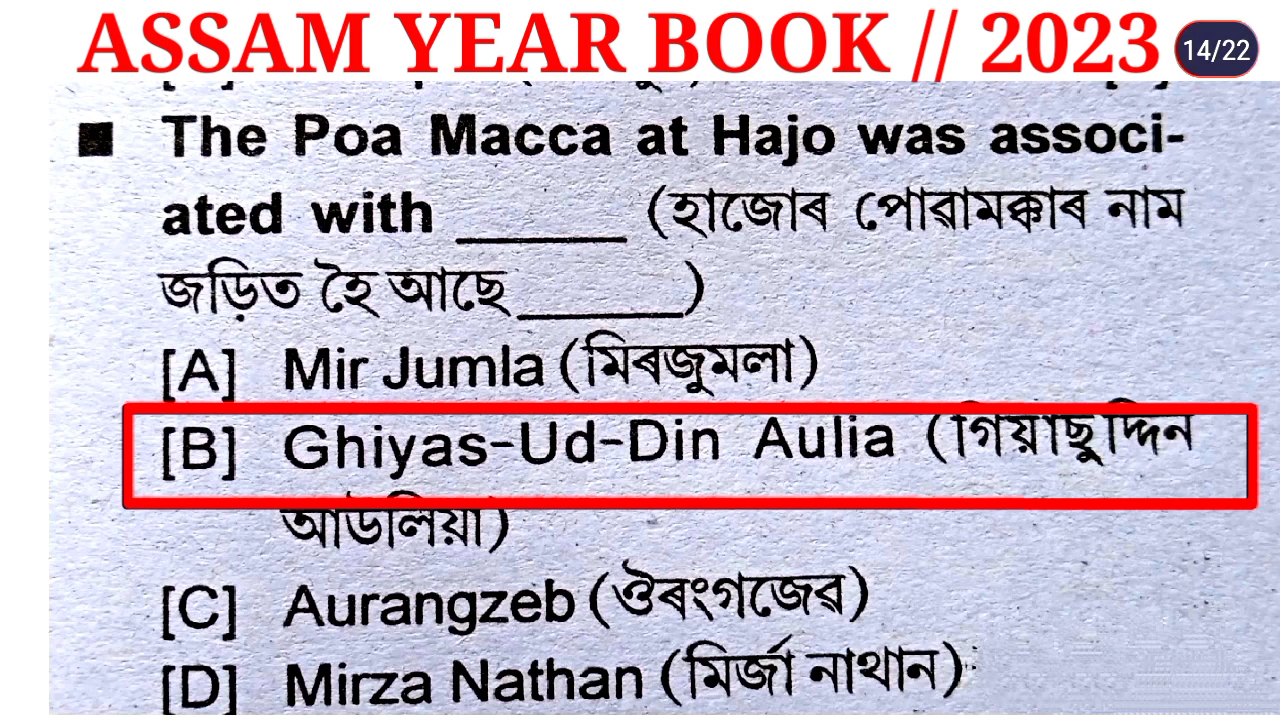 ASSAM YEAR BOOK // 2023
14/22
■ The Poa Macca at Hajo was associ-
ated with ______ (হাজোৰ পোৱামক্কাৰ নাম
জড়িত হৈ আছে______)
[A] Mir Jumla (মিৰজুমলা)
[B] Ghiyas-Ud-Din Aulia (গিয়াছুদ্দিন
আউলিয়া)
[C] Aurangzeb (ঔৰংগজেৱ)
[D] Mirza Nathan (মিৰ্জা নাথান)